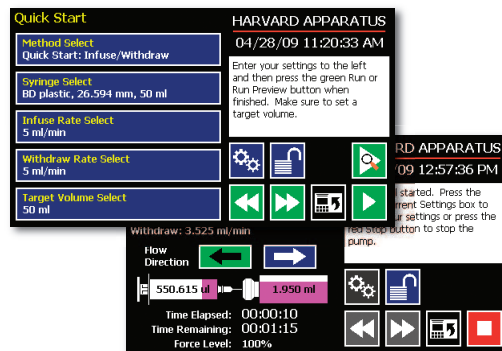 Quick Start
Method Select
Quick Start: Infuse/Withdraw
Syringe Select
BD plastic, 26.594 mm, 50 ml
Infuse Rate Select
5 ml/min
Withdraw Rate Select
5 ml/min
Target Volume Select
50 ml
HARVARD APPARATUS
04/28/09 11:20:33 AM
Enter your settings to the left
and then press the green Run or
Run Preview button when
finished. Make sure to set a
target volume.
RD APPARATUS
/09 12:57:36 PM
started. Press the
rrent Settings box to
ur settings or press the
red Stop button to stop the
pump.
Withdraw: 3.525 ml/min
Flow
Direction
550.615 ul
1.950 ml
Time Elapsed: 00:00:10
Time Remaining: 00:01:15
Force Level: 100%